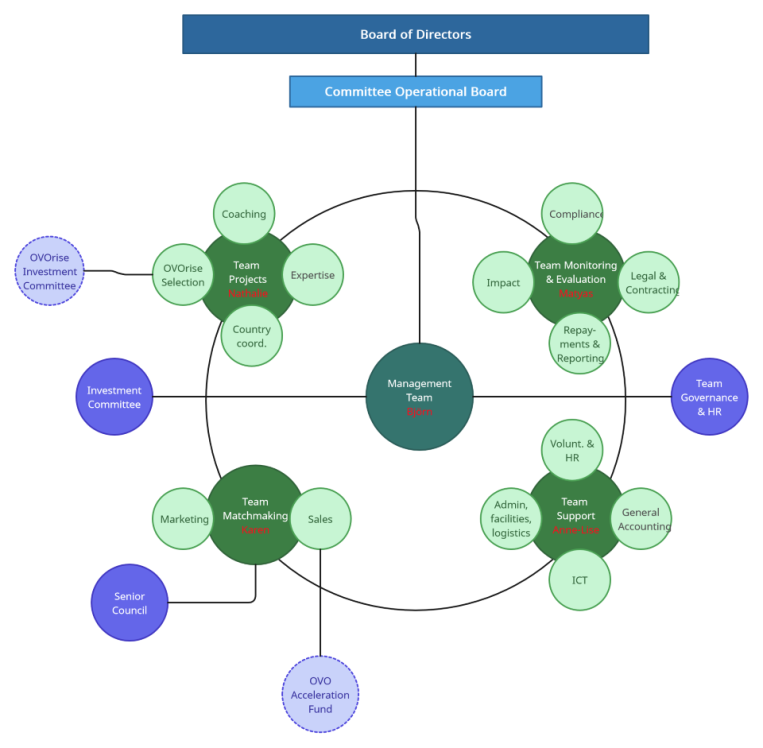 Board of Directors
Committee Operational Board
Coaching
OVOrise
Selection
Team
Projects
Nathalie
Expertise
Country
coord.
OVOrise
Investment
Committee
Compliance
Impact
Team Monitoring
& Evaluation
Matyas
Legal &
Contracting
Repay-
ments &
Reporting
Investment
Committee
Management
Team
Björn
Team
Governance
& HR
Marketing
Team
Matchmaking
Karen
Sales
Volunt. &
HR
Admin,
facilities,
logistics
Team
Support
Anne-Lise
General
Accounting
ICT
Senior
Council
OVO
Acceleration
Fund